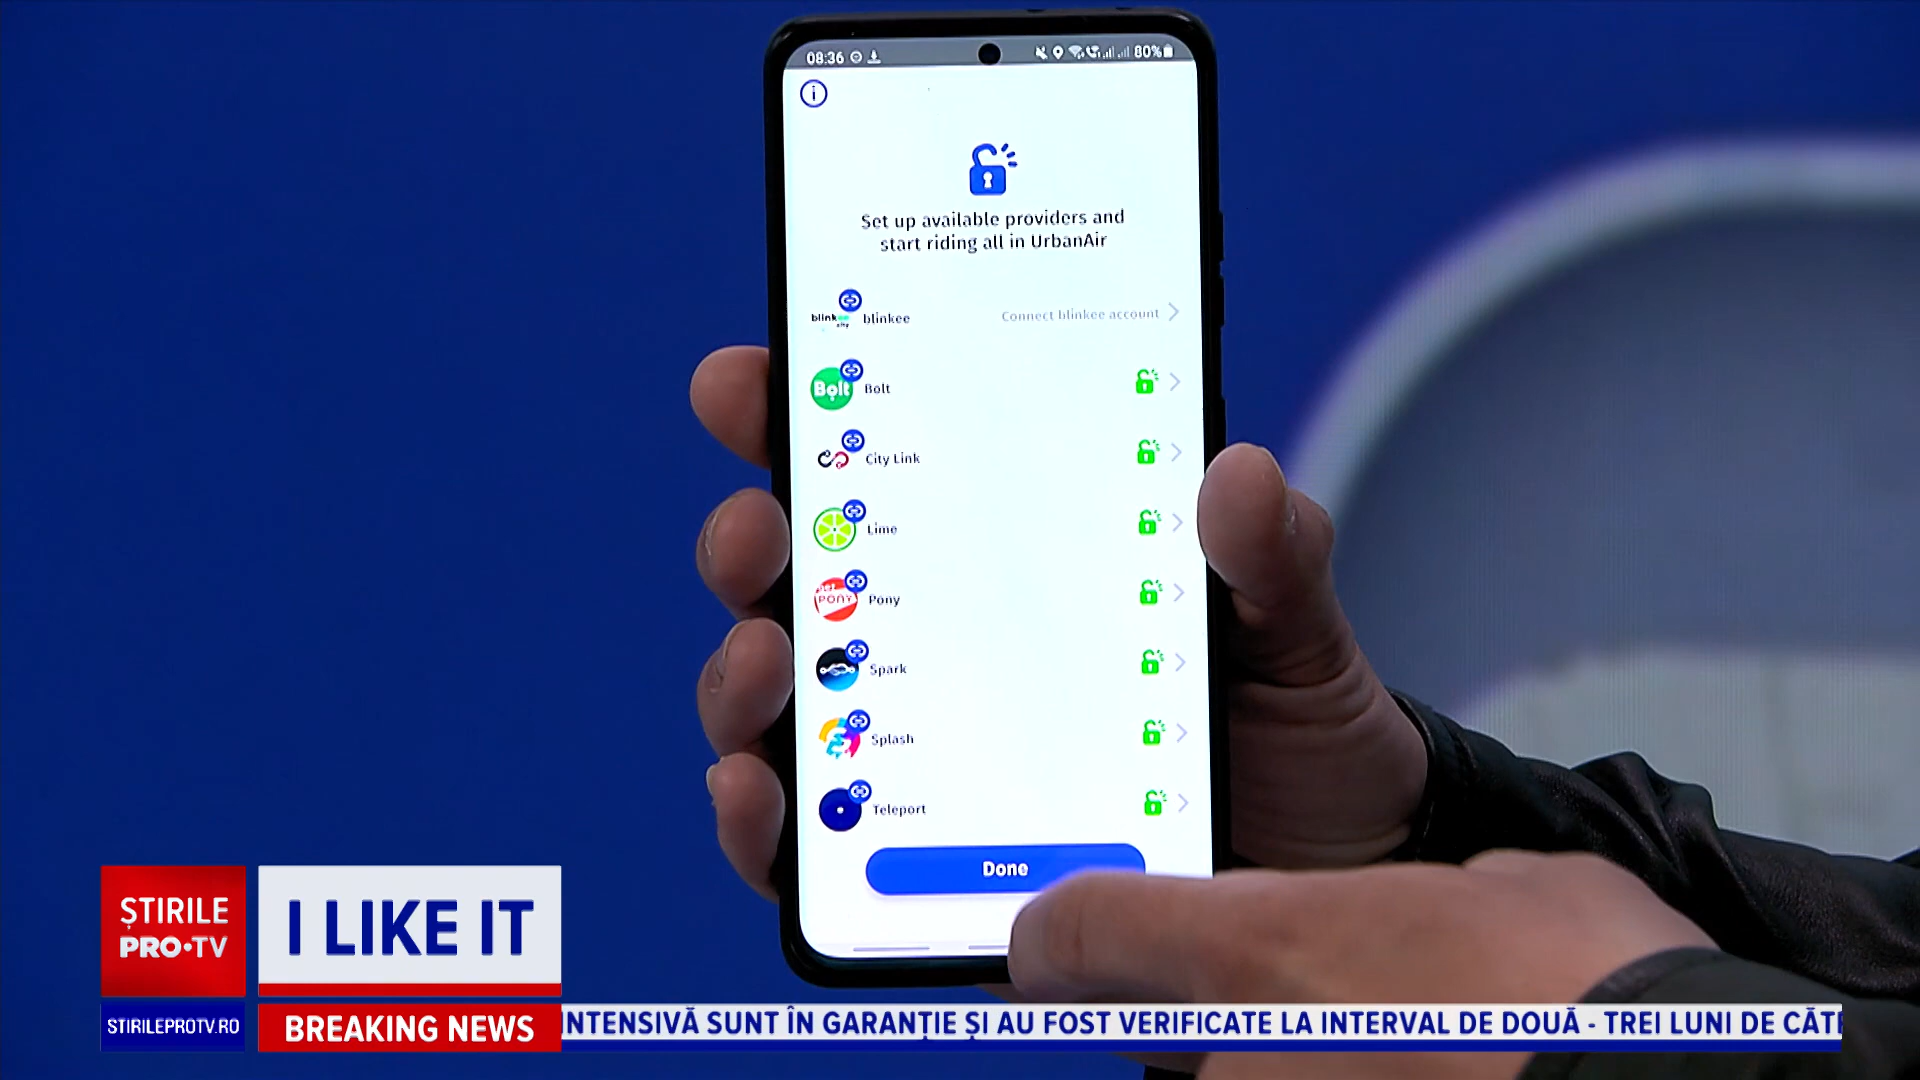 08:36
80%
Set up available providers and
start riding all in UrbanAir
blinkee
Connect blinkee account
Bolt
Bolt
City Link
Lime
PONY
Pony
Spark
Splash
Teleport
Done
ȘTIRILE
PRO•TV
I LIKE IT
STIRILEPROTV.RO
BREAKING NEWS
INTENSIVĂ SUNT ÎN GARANȚIE ȘI AU FOST VERIFICATE LA INTERVAL DE DOUĂ - TREI LUNI DE CĂTE